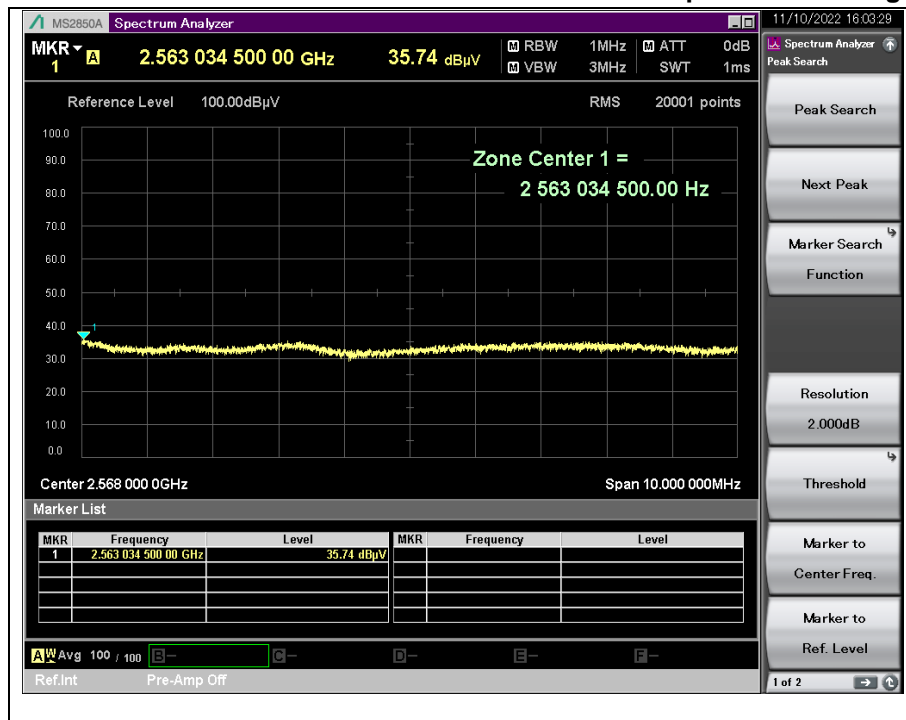 MS2850A Spectrum Analyzer
11/10/2022 16:03:29
MKR 1 A 2.563 034 500 00 GHz 35.74 dBµV
M RBW 1MHz M ATT 0dB
M VBW 3MHz SWT 1ms
Reference Level 100.00dBµV RMS 20001 points
100.0
90.0
80.0
70.0
60.0
50.0
40.0
30.0
20.0
10.0
0.0
Zone Center 1 =
2 563 034 500.00 Hz
1
Center 2.568 000 0GHz Span 10.000 000MHz
Marker List
MKR Frequency Level MKR Frequency Level
1 2.563 034 500 00 GHz 35.74 dBµV
A W Avg 100 / 100 B- C- D- E- F-
Ref.Int Pre-Amp Off
Spectrum Analyzer
Peak Search
Peak Search
Next Peak
Marker Search
Function
Resolution
2.000dB
Threshold
Marker to
Center Freq.
Marker to
Ref. Level
1 of 2